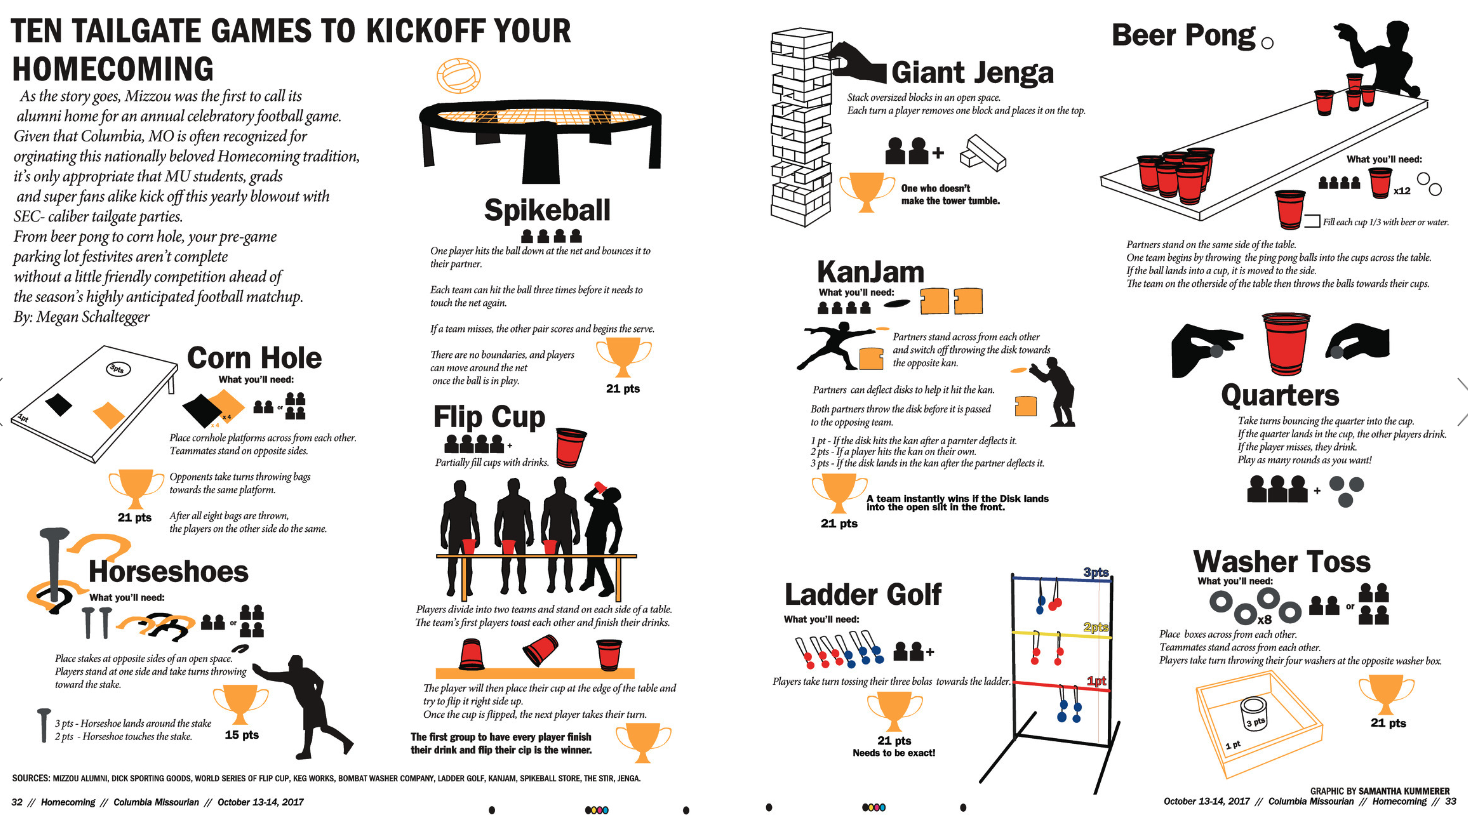 TEN TAILGATE GAMES TO KICKOFF YOUR
HOMECOMING
As the story goes, Mizzou was the first to call its
alumni home for an annual celebratory football game.
Given that Columbia, MO is often recognized for
orginating this nationally beloved Homecoming tradition,
it's only appropriate that MU students, grads
and super fans alike kick off this yearly blowout with
SEC- caliber tailgate parties.
From beer pong to corn hole, your pre-game
parking lot festivites aren't complete
without a little friendly competition ahead of
the season's highly anticipated football matchup.
By: Megan Schaltegger
Corn Hole
What you'll need:
3pts
1pt
x 4
x 4
or
Place cornhole platforms across from each other.
Teammates stand on opposite sides.
Opponents take turns throwing bags
towards the same platform.
After all eight bags are thrown,
the players on the other side do the same.
21 pts
Horseshoes
What you'll need:
or
Place stakes at opposite sides of an open space.
Players stand at one side and take turns throwing
toward the stake.
3 pts - Horseshoe lands around the stake
2 pts - Horseshoe touches the stake.
15 pts
Spikeball
One player hits the ball down at the net and bounces it to
their partner.
Each team can hit the ball three times before it needs to
touch the net again.
If a team misses, the other pair scores and begins the serve.
There are no boundaries, and players
can move around the net
once the ball is in play.
21 pts
Flip Cup
+
Partially fill cups with drinks.
Players divide into two teams and stand on each side of a table.
The team's first players toast each other and finish their drinks.
The player will then place their cup at the edge of the table and
try to flip it right side up.
Once the cup is flipped, the next player takes their turn.
The first group to have every player finish
their drink and flip their cip is the winner.
SOURCES: MIZZOU ALUMNI, DICK SPORTING GOODS, WORLD SERIES OF FLIP CUP, KEG WORKS, BOMBAT WASHER COMPANY, LADDER GOLF, KANJAM, SPIKEBALL STORE, THE STIR, JENGA.
32 // Homecoming // Columbia Missourian // October 13-14, 2017
Giant Jenga
Stack oversized blocks in an open space.
Each turn a player removes one block and places it on the top.
+
One who doesn't
make the tower tumble.
KanJam
What you'll need:
Partners stand across from each other
and switch off throwing the disk towards
the opposite kan.
Partners can deflect disks to help it hit the kan.
Both partners throw the disk before it is passed
to the opposing team.
1 pt - If the disk hits the kan after a parnter deflects it.
2 pts - If a player hits the kan on their own.
3 pts - If the disk lands in the kan after the partner deflects it.
A team instantly wins if the Disk lands
into the open slit in the front.
21 pts
Ladder Golf
What you'll need:
+
Players take turn tossing their three bolas towards the ladder.
21 pts
Needs to be exact!
3pts
2pts
1pt
Beer Pong
What you'll need:
x12
Fill each cup 1/3 with beer or water.
Partners stand on the same side of the table.
One team begins by throwing the ping pong balls into the cups across the table.
If the ball lands into a cup, it is moved to the side.
The team on the otherside of the table then throws the balls towards their cups.
Quarters
Take turns bouncing the quarter into the cup.
If the quarter lands in the cup, the other players drink.
If the player misses, they drink.
Play as many rounds as you want!
+
Washer Toss
What you'll need:
x8
or
Place boxes across from each other.
Teammates stand across from each other.
Players take turn throwing their four washers at the opposite washer box.
3 pts
1 pt
21 pts
GRAPHIC BY SAMANTHA KUMMERER
October 13-14, 2017 // Columbia Missourian // Homecoming // 33